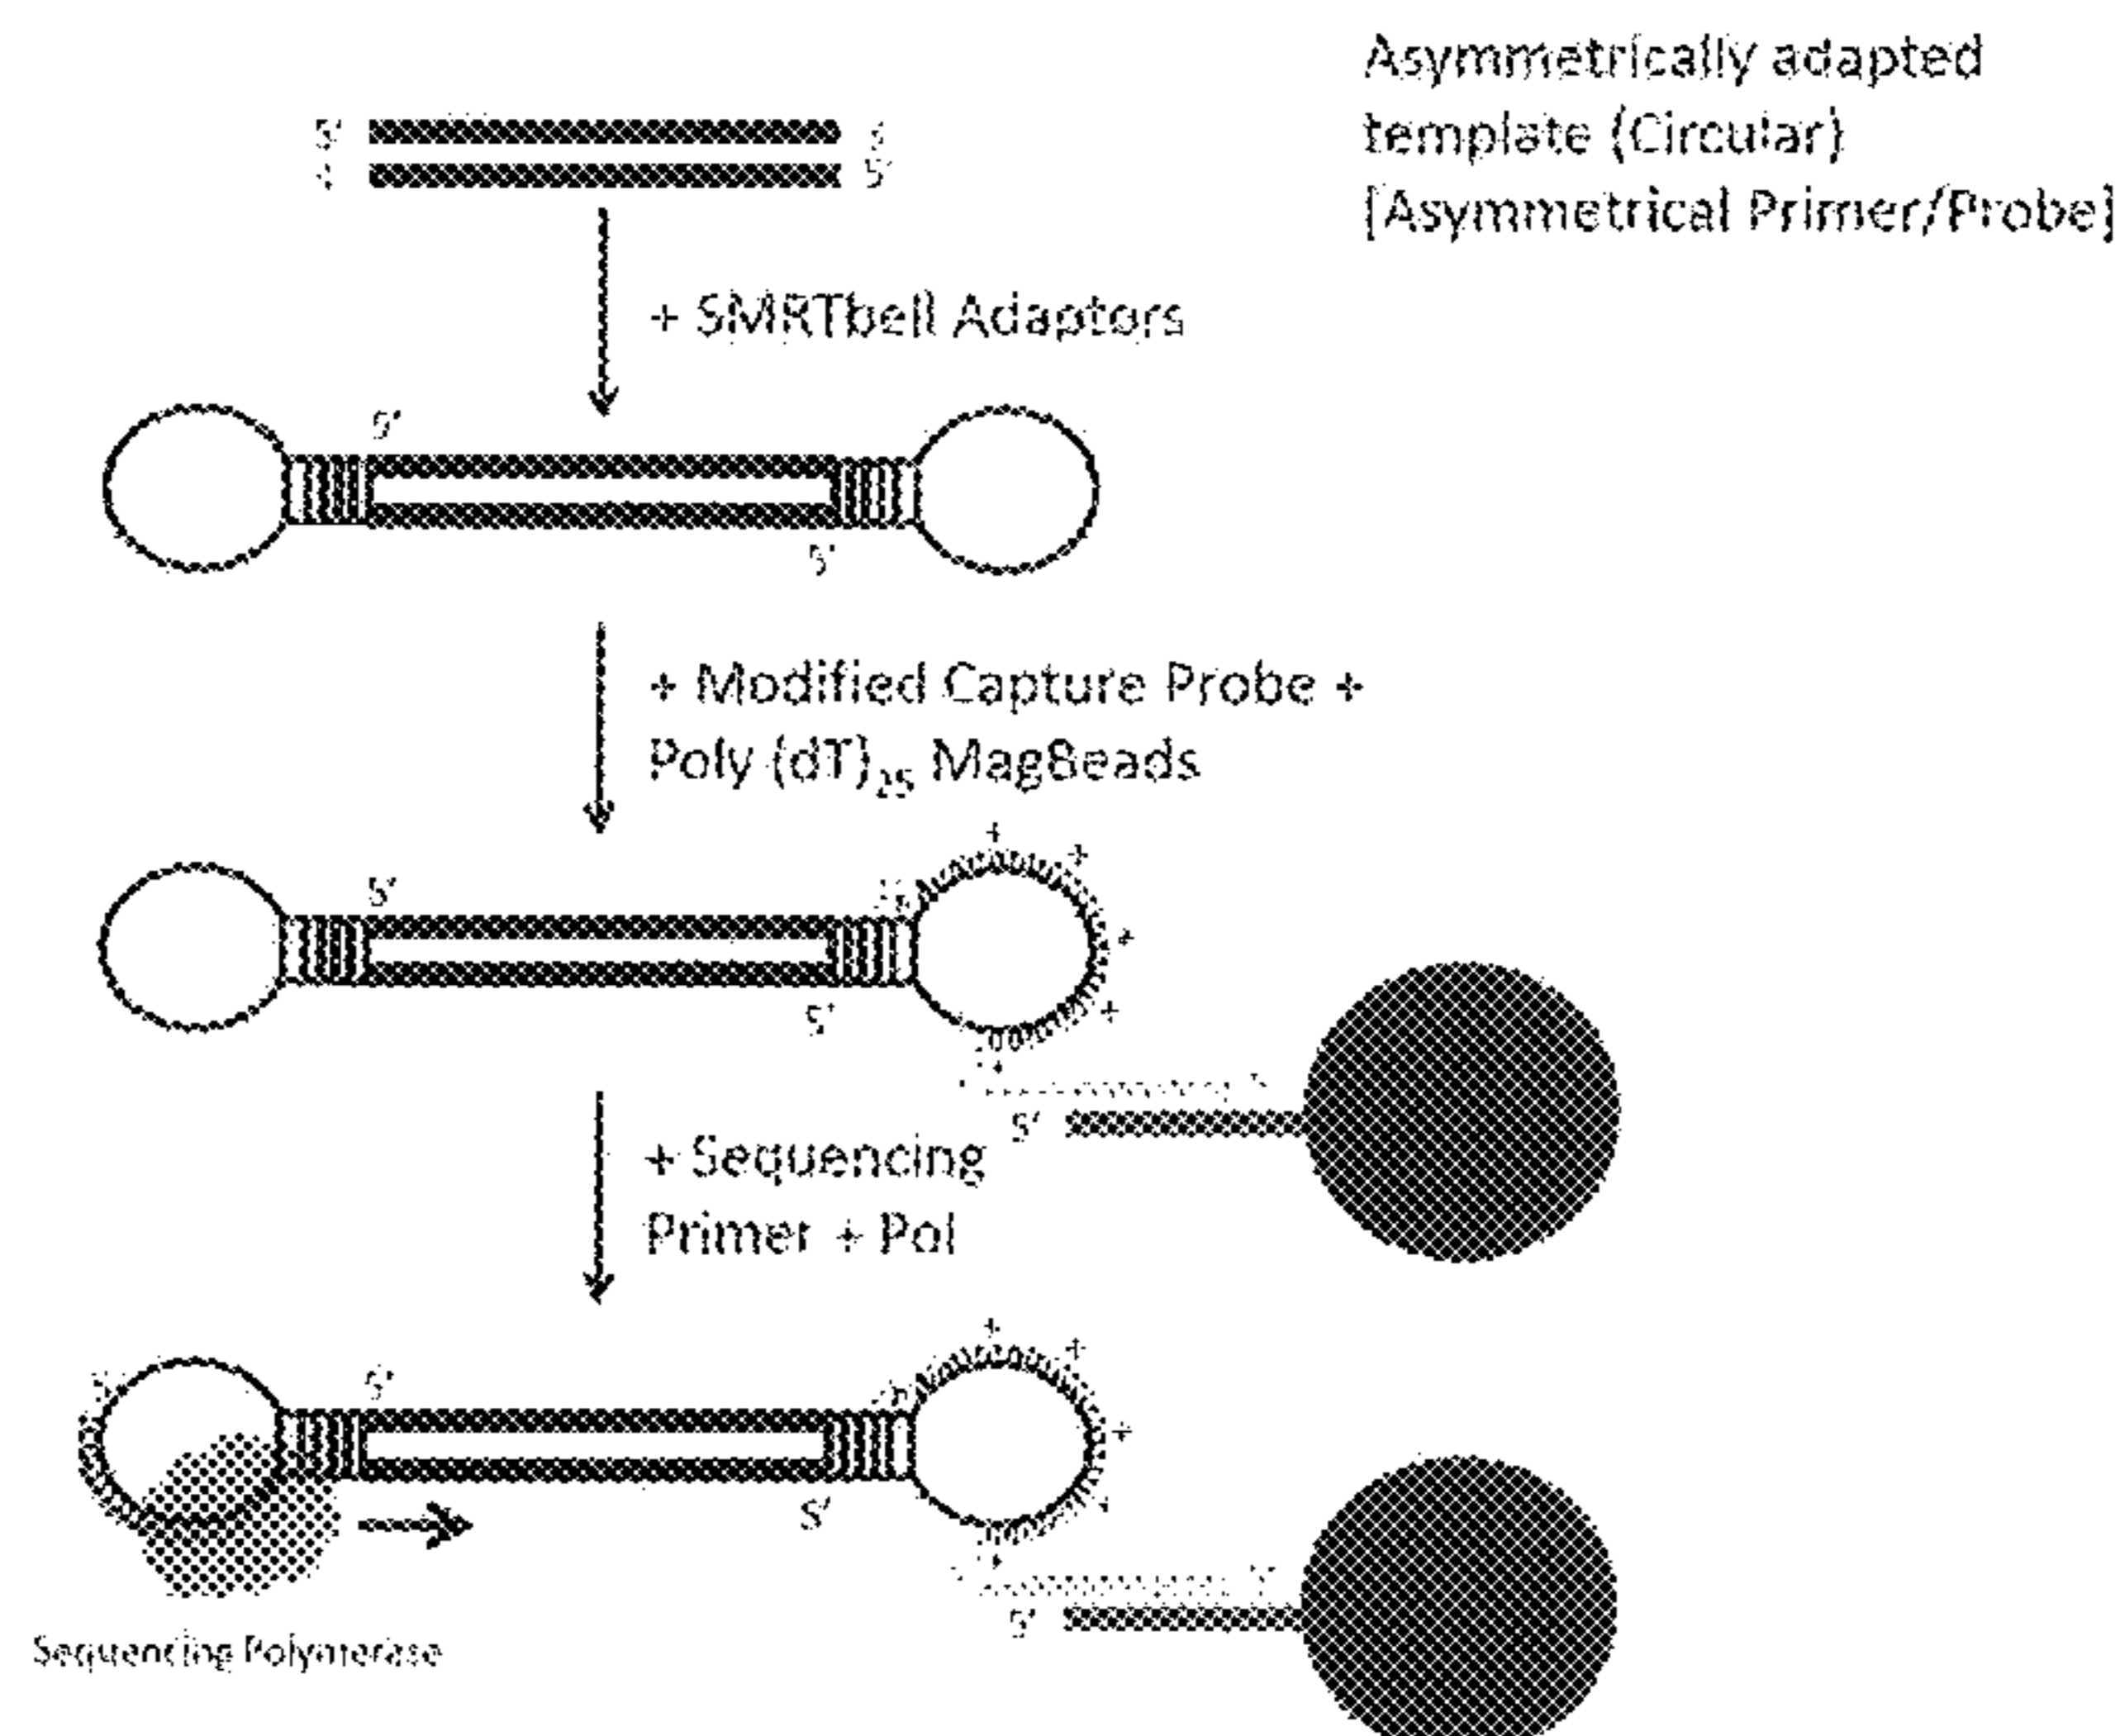 Asymmetrically adapted
template (Circular)
[Asymmetrical Primer/Probe]
5'
5'
+ SMRTbell Adaptors
5'
5'
+ Modified Capture Probe +
Poly (dT)25 MagBeads
+
+
5'
+
5'
+
5'
+ Sequencing
Primer + Pol
+
+
5'
+
5'
5'
Sequencing Polymerase